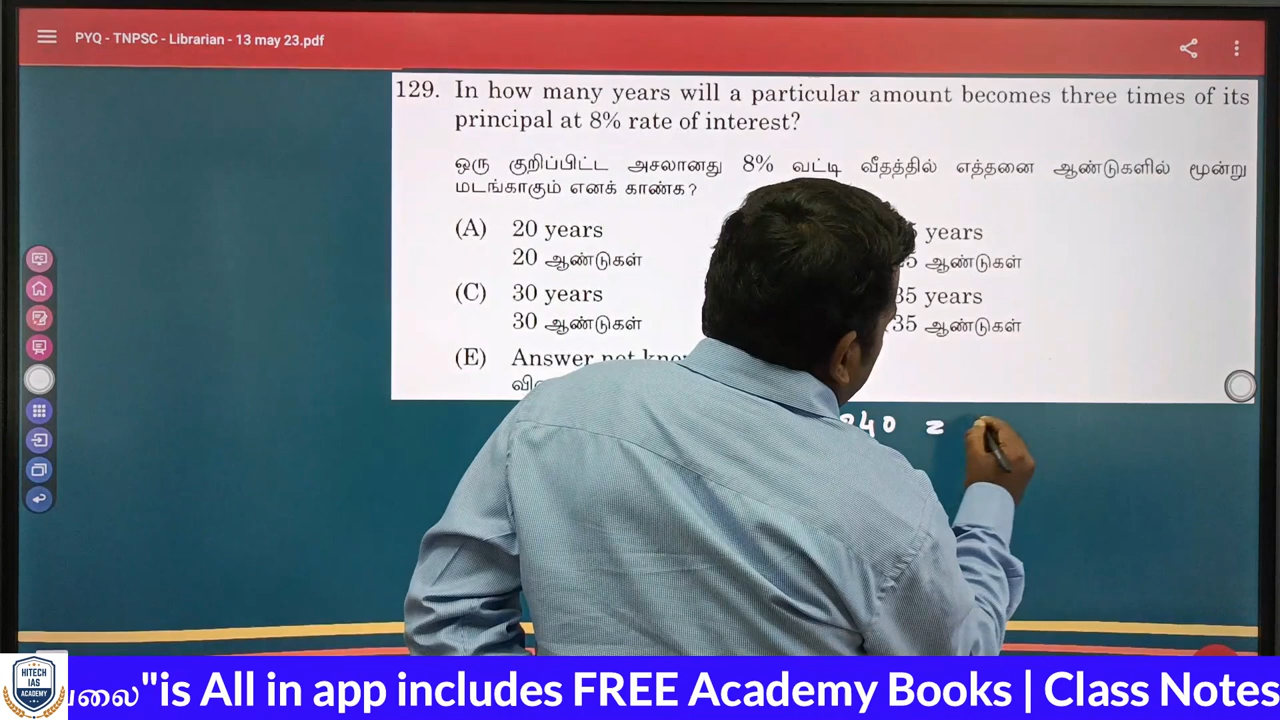 PYQ - TNPSC - Librarian - 13 may 23.pdf
129. In how many years will a particular amount becomes three times of its
principal at 8% rate of interest?
ஒரு குறிப்பிட்ட அசலானது 8% வட்டி வீதத்தில் எத்தனை ஆண்டுகளில் மூன்று
மடங்காகும் எனக் காண்க?
(A) 20 years years
20 ஆண்டுகள் ஆண்டுகள்
(C) 30 years 35 years
30 ஆண்டுகள் 35 ஆண்டுகள்
(E) Answer not
40 =
HITECH
IAS
ACADEMY
"is All in app includes FREE Academy Books | Class Notes